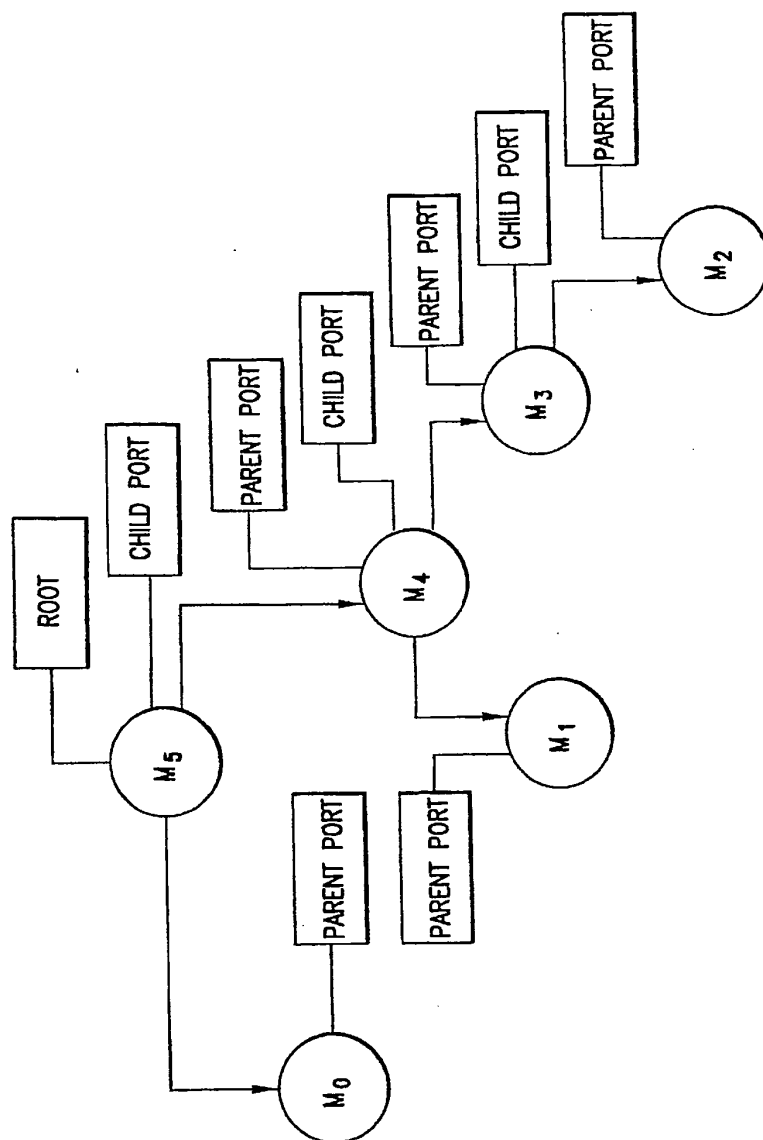 ROOT
M5
CHILD PORT
PARENT PORT
M0
PARENT PORT
CHILD PORT
PARENT PORT
M4
PARENT PORT
M1
M3
CHILD PORT
PARENT PORT
M2